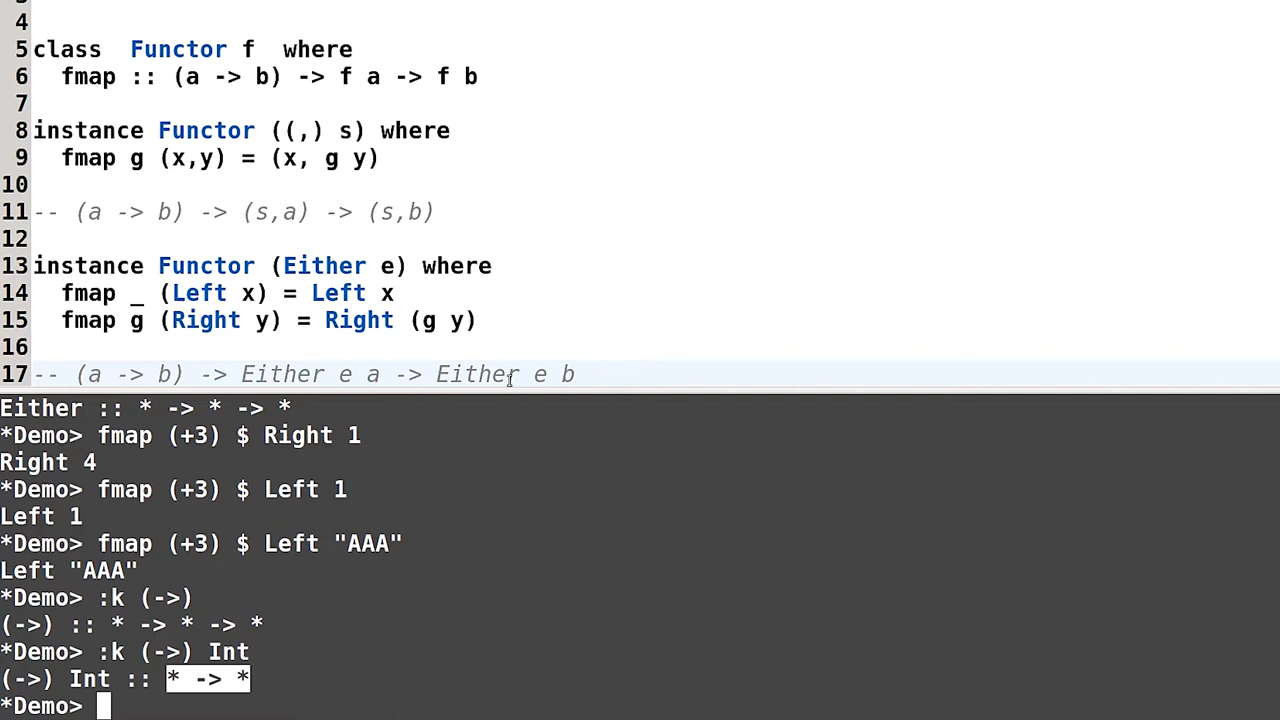 4
5 class  Functor f  where
6   fmap :: (a -> b) -> f a -> f b
7
8 instance Functor ((,) s) where
9   fmap g (x,y) = (x, g y)
10
11 -- (a -> b) -> (s,a) -> (s,b)
12
13 instance Functor (Either e) where
14   fmap _ (Left x) = Left x
15   fmap g (Right y) = Right (g y)
16
17 -- (a -> b) -> Either e a -> Either e b
Either :: * -> * -> *
*Demo> fmap (+3) $ Right 1
Right 4
*Demo> fmap (+3) $ Left 1
Left 1
*Demo> fmap (+3) $ Left "AAA"
Left "AAA"
*Demo> :k (->)
(->) :: * -> * -> *
*Demo> :k (->) Int
(->) Int :: * -> *
*Demo>